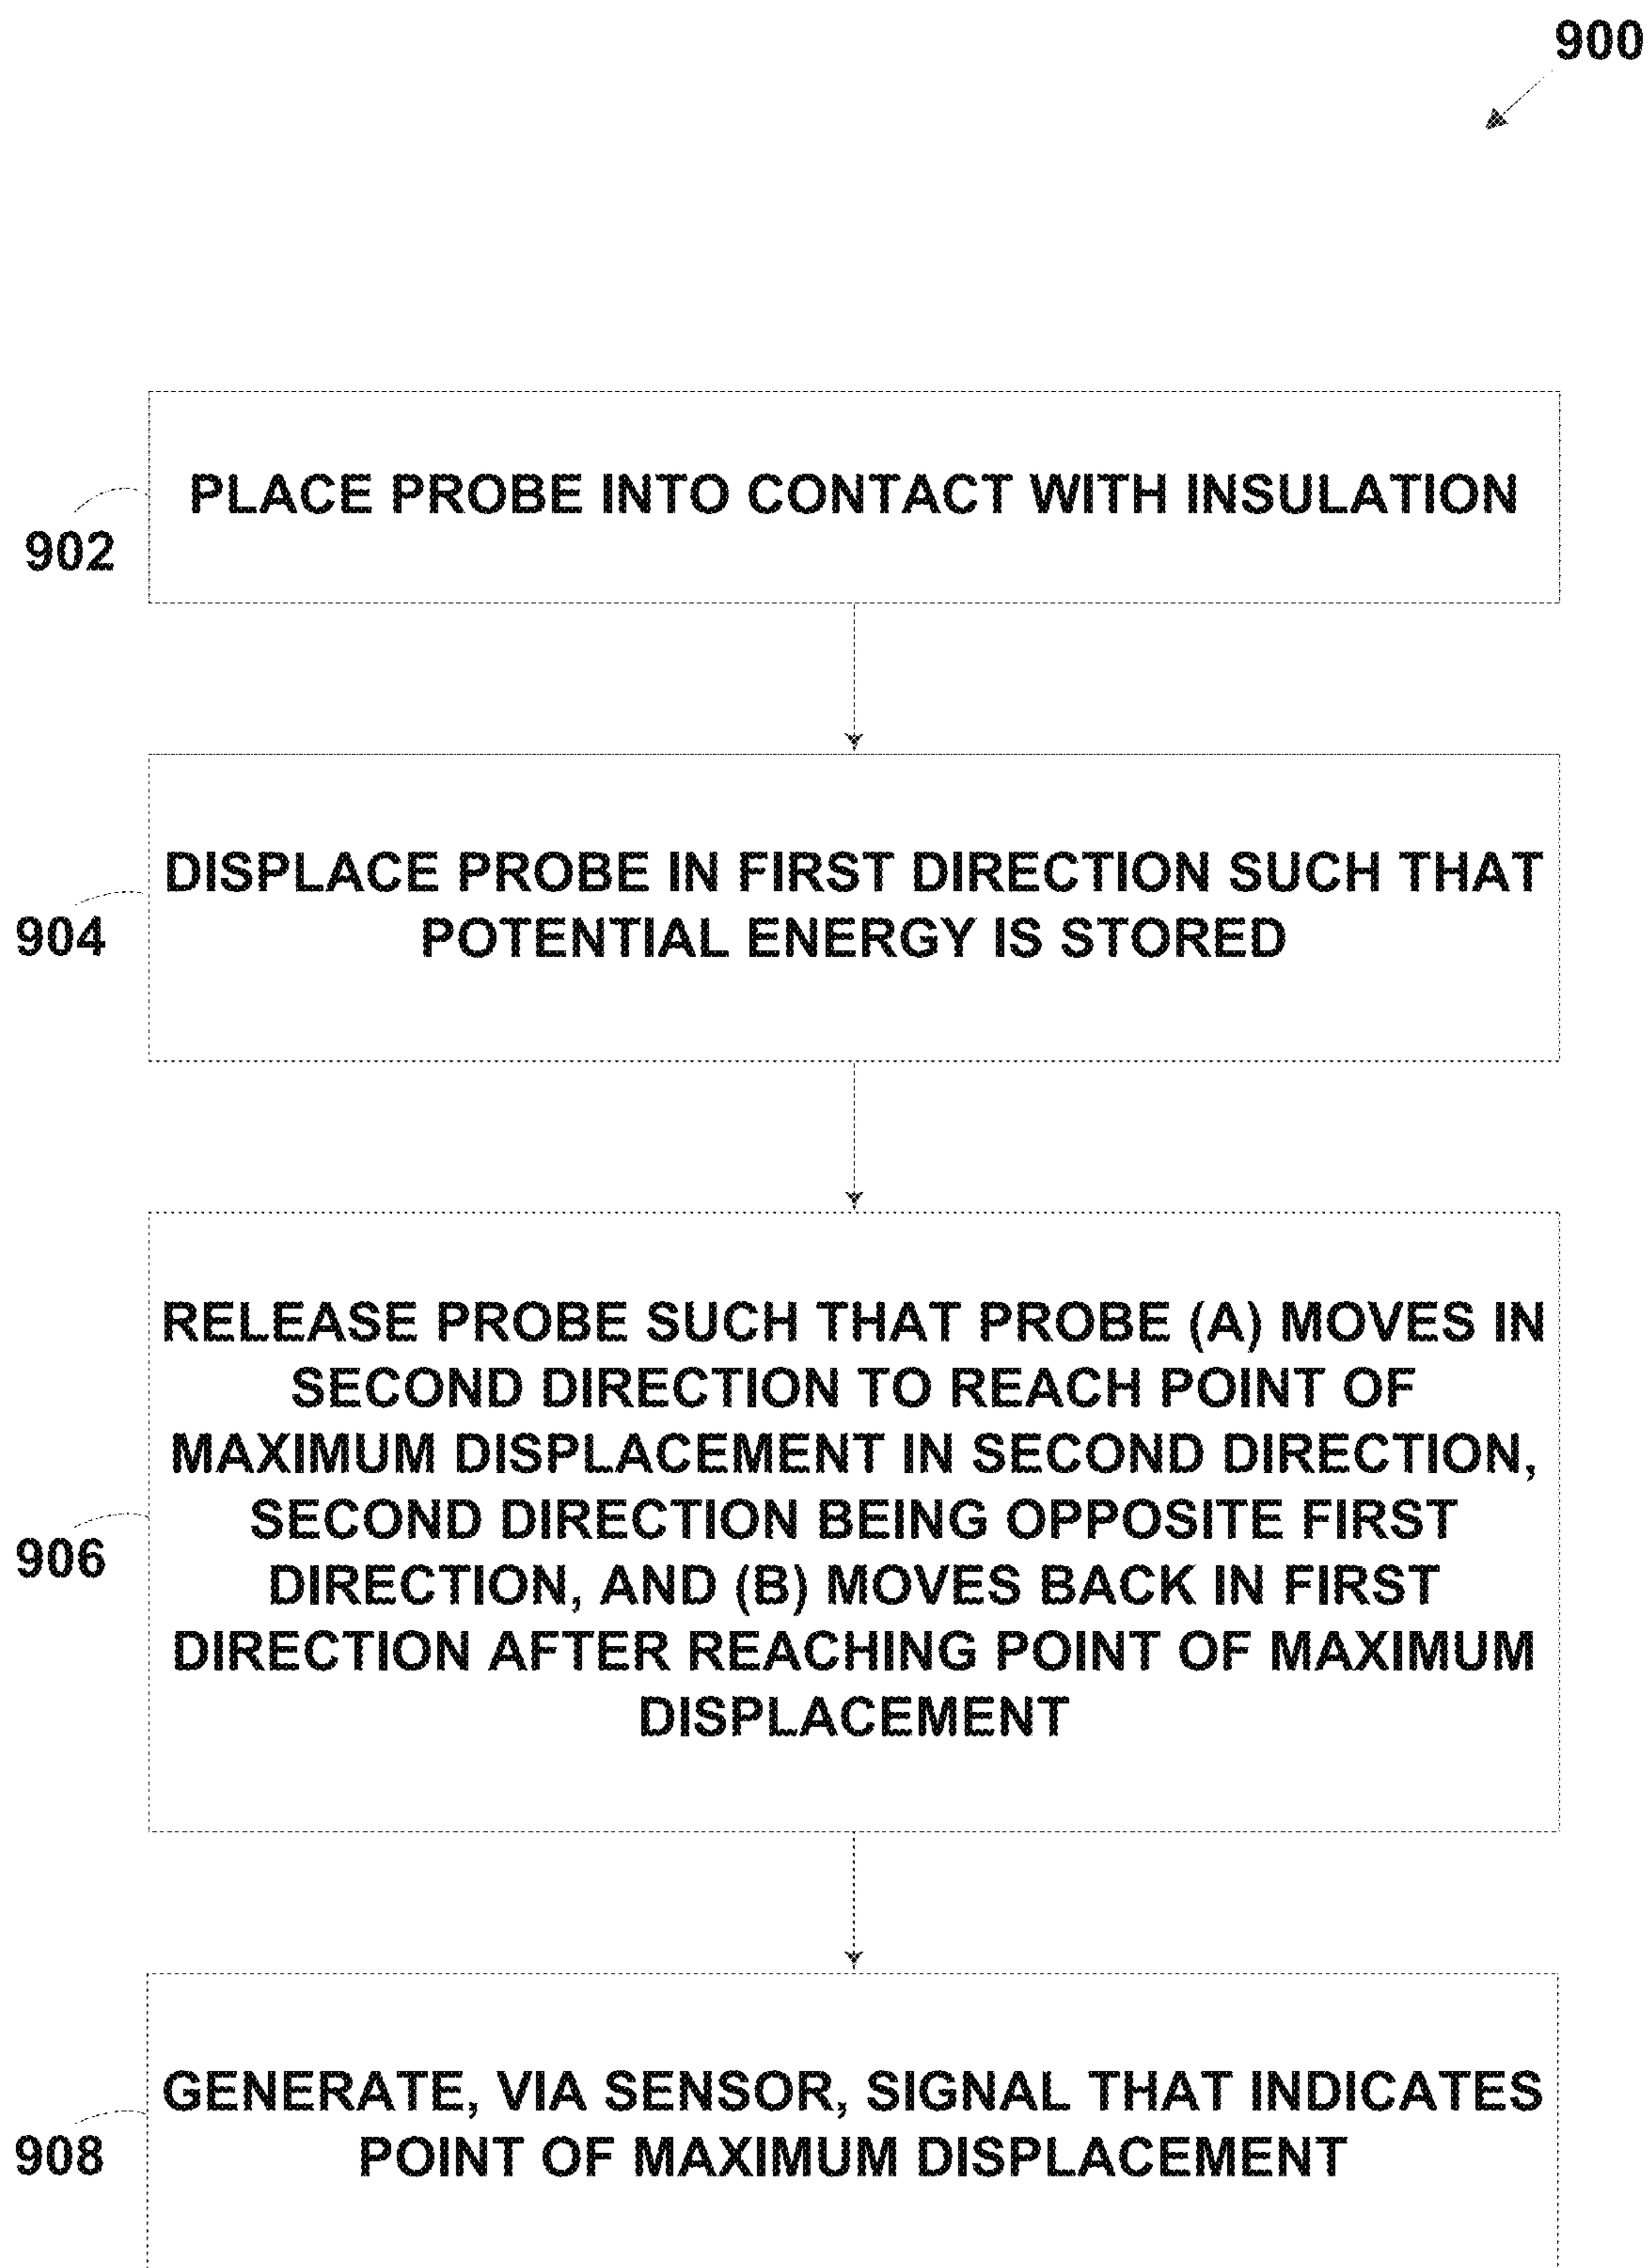 900
PLACE PROBE INTO CONTACT WITH INSULATION
902
DISPLACE PROBE IN FIRST DIRECTION SUCH THAT
POTENTIAL ENERGY IS STORED
904
RELEASE PROBE SUCH THAT PROBE (A) MOVES IN
SECOND DIRECTION TO REACH POINT OF
MAXIMUM DISPLACEMENT IN SECOND DIRECTION,
SECOND DIRECTION BEING OPPOSITE FIRST
DIRECTION, AND (B) MOVES BACK IN FIRST
DIRECTION AFTER REACHING POINT OF MAXIMUM
DISPLACEMENT
906
GENERATE, VIA SENSOR, SIGNAL THAT INDICATES
POINT OF MAXIMUM DISPLACEMENT
908